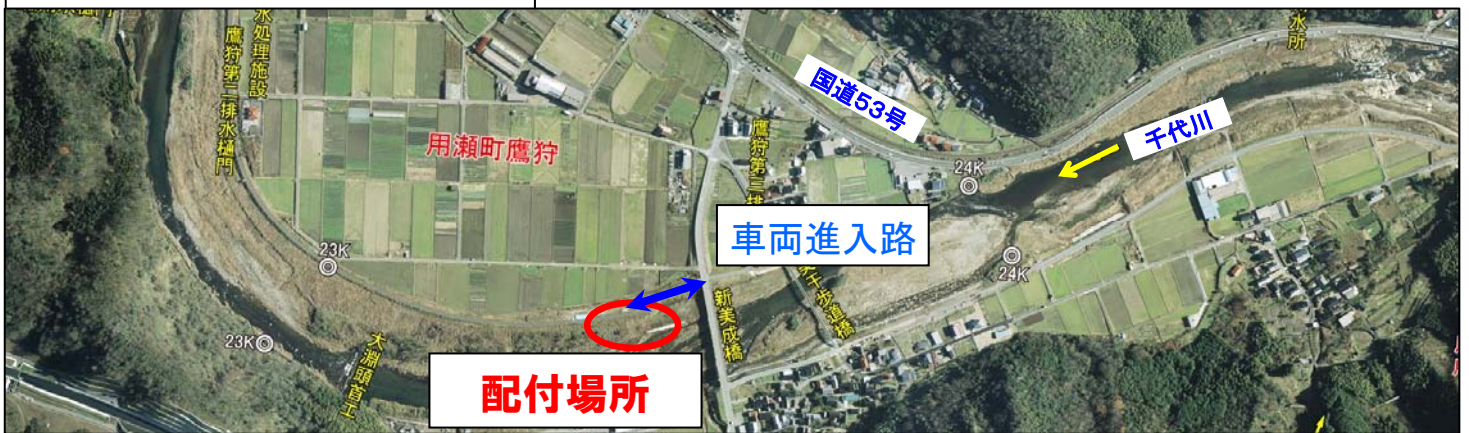 水処理施設
鷹狩第二排水樋門
用瀬町鷹狩
国道53号
千代川
水所
鷹狩第三排
24K
車両進入路
24K
23K
23K
新美成橋
歩道橋
大淵頭首工
配付場所